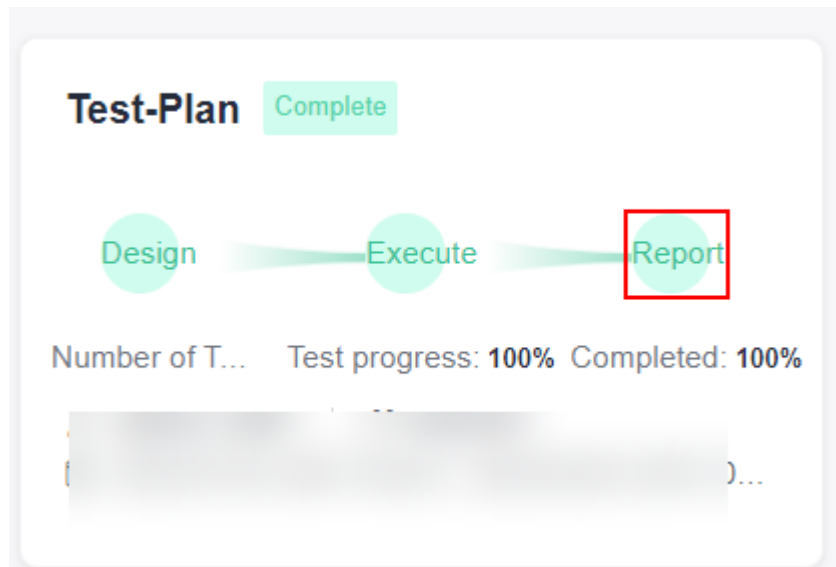 Test-Plan Complete
Design Execute Report
Number of T... Test progress: 100% Completed: 100%